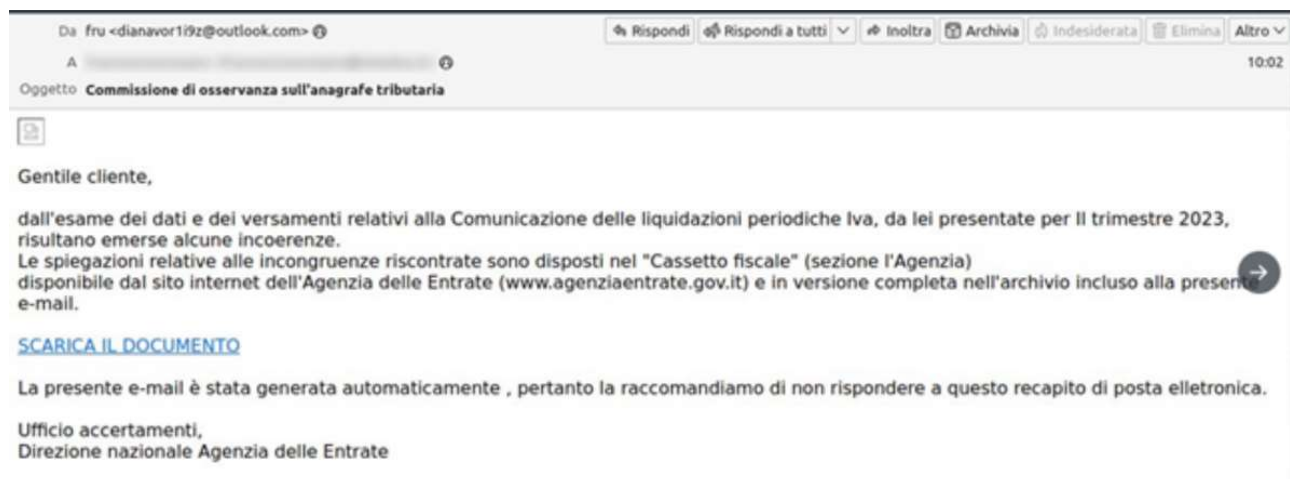 Da fru <dianavor1i9z@outlook.com> Rispondi Rispondi a tutti Inoltra Archivia Indesiderata Elimina Altro
A 10:02
Oggetto Commissione di osservanza sull'anagrafe tributaria
Gentile cliente,
dall'esame dei dati e dei versamenti relativi alla Comunicazione delle liquidazioni periodiche Iva, da lei presentate per II trimestre 2023,
risultano emerse alcune incoerenze.
Le spiegazioni relative alle incongruenze riscontrate sono disposti nel "Cassetto fiscale" (sezione l'Agenzia)
disponibile dal sito internet dell'Agenzia delle Entrate (www.agenziaentrate.gov.it) e in versione completa nell'archivio incluso alla presente
e-mail.
SCARICA IL DOCUMENTO
La presente e-mail è stata generata automaticamente , pertanto la raccomandiamo di non rispondere a questo recapito di posta elletronica.
Ufficio accertamenti,
Direzione nazionale Agenzia delle Entrate